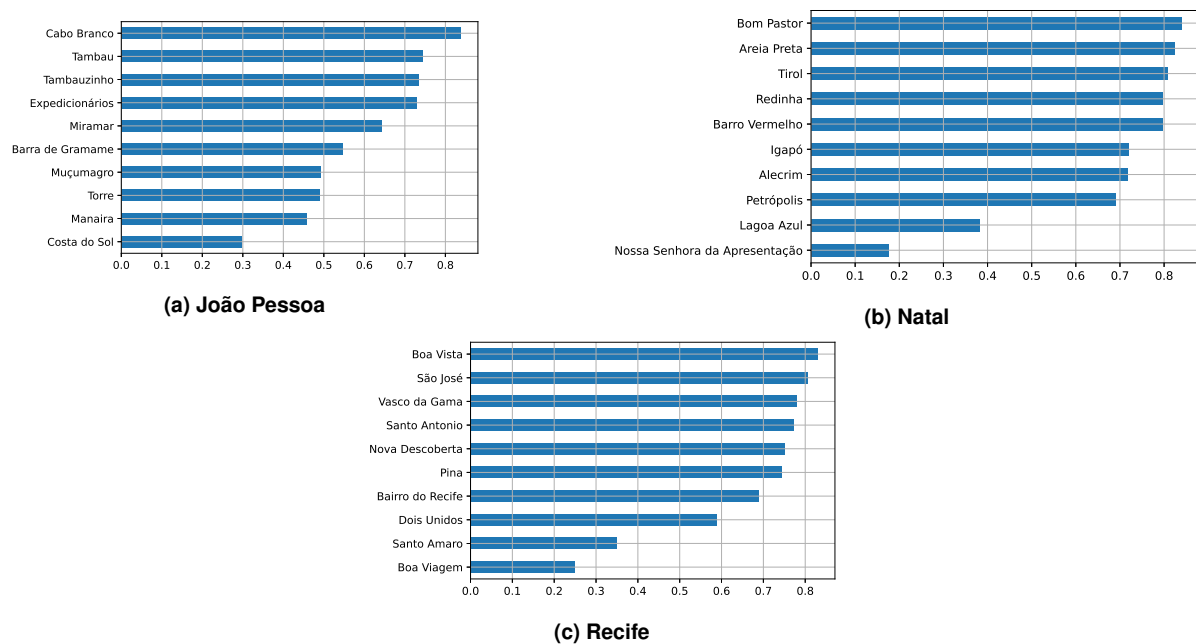 Cabo Branco
Tambau
Tambauzinho
Expedicionários
Miramar
Barra de Gramame
Muçumagro
Torre
Manaira
Costa do Sol
0.0 0.1 0.2 0.3 0.4 0.5 0.6 0.7 0.8
(a) João Pessoa
Bom Pastor
Areia Preta
Tirol
Redinha
Barro Vermelho
Igapó
Alecrim
Petrópolis
Lagoa Azul
Nossa Senhora da Apresentação
0.0 0.1 0.2 0.3 0.4 0.5 0.6 0.7 0.8
(b) Natal
Boa Vista
São José
Vasco da Gama
Santo Antonio
Nova Descoberta
Pina
Bairro do Recife
Dois Unidos
Santo Amaro
Boa Viagem
0.0 0.1 0.2 0.3 0.4 0.5 0.6 0.7 0.8
(c) Recife